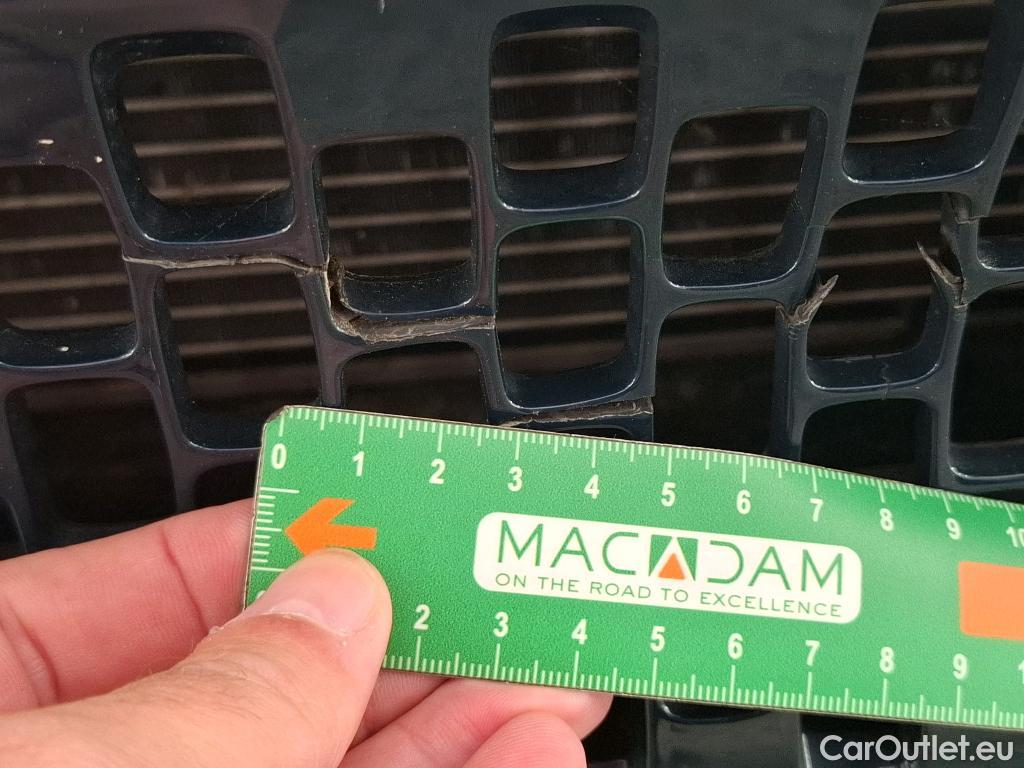 0 1 2 3 4 5 6 7 8 9 10
MACADAM
ON THE ROAD TO EXCELLENCE
2 3 4 5 6 7 8 9
CarOutlet.eu